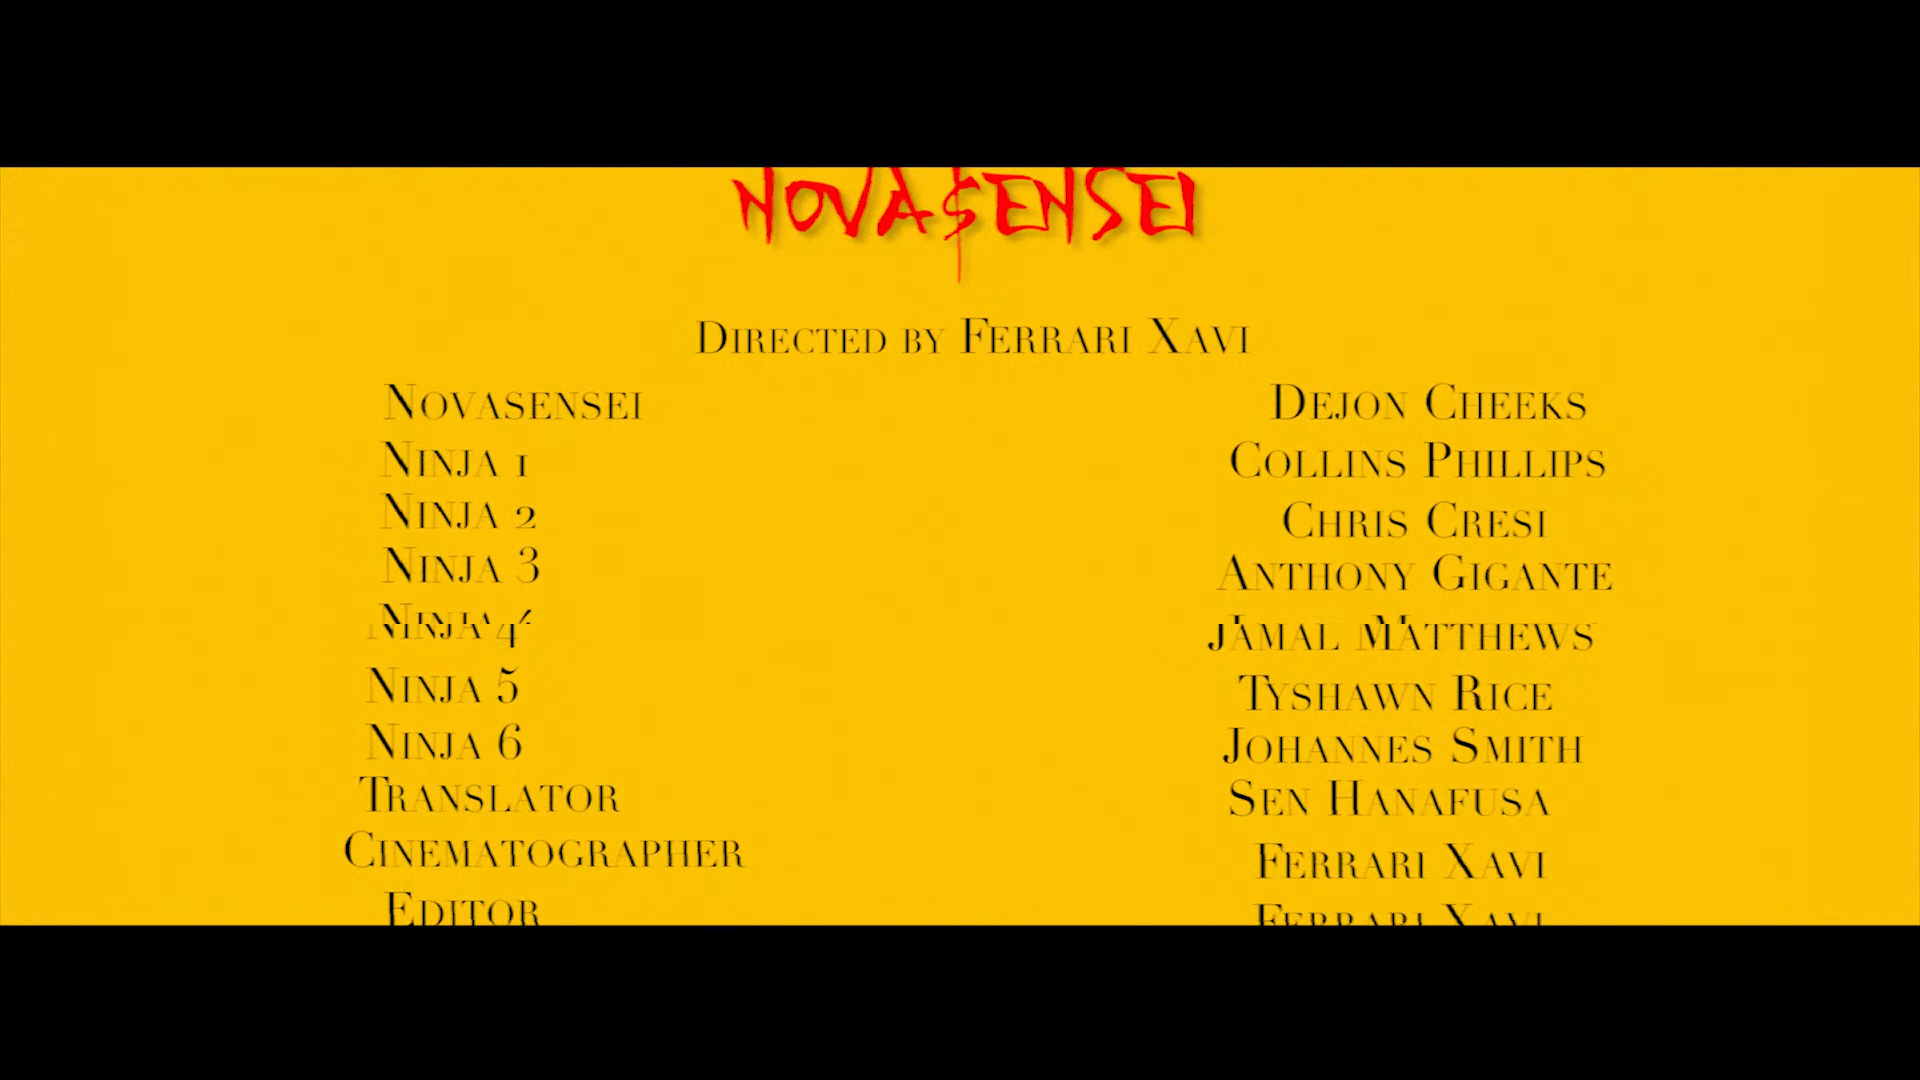 NOVA$ENSEI
Directed by Ferrari Xavi
Novasensei Dejon Cheeks
Ninja 1 Collins Phillips
Ninja 2 Chris Cresi
Ninja 3 Anthony Gigante
Ninja 4 Jamal Matthews
Ninja 5 Tyshawn Rice
Ninja 6 Johannes Smith
Translator Sen Hanafusa
Cinematographer Ferrari Xavi
Editor Ferrari Xavi